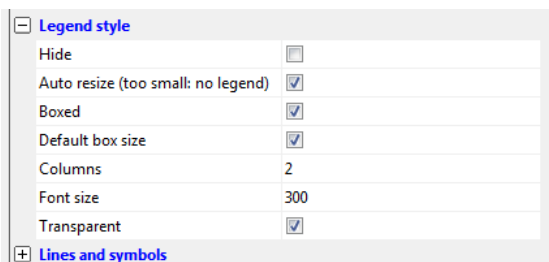 Legend style
Hide
Auto resize (too small: no legend)
Boxed
Default box size
Columns 2
Font size 300
Transparent
Lines and symbols